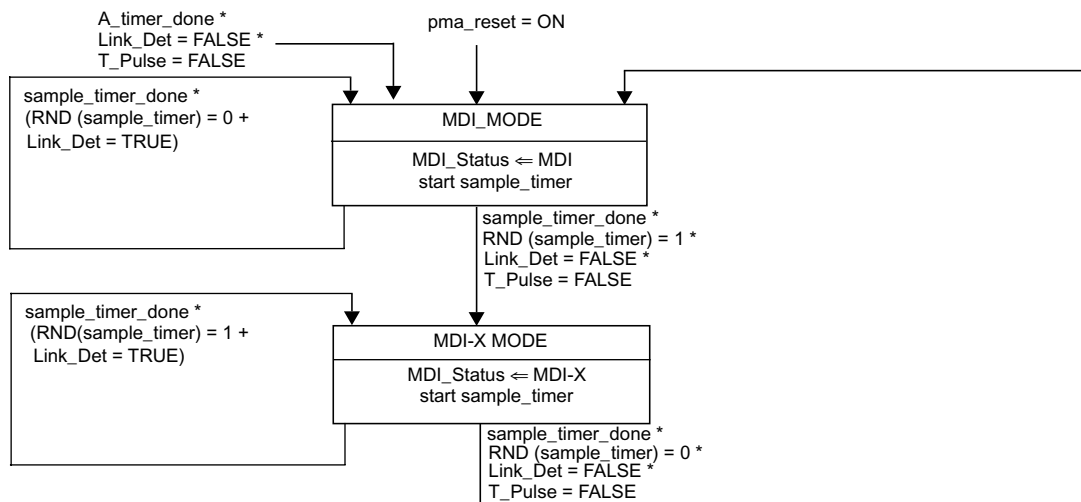 A_timer_done *
Link_Det = FALSE *
T_Pulse = FALSE
pma_reset = ON
sample_timer_done *
(RND (sample_timer) = 0 +
Link_Det = TRUE)
MDI_MODE
MDI_Status ⇐ MDI
start sample_timer
sample_timer_done *
RND (sample_timer) = 1 *
Link_Det = FALSE *
T_Pulse = FALSE
sample_timer_done *
(RND(sample_timer) = 1 +
Link_Det = TRUE)
MDI-X MODE
MDI_Status ⇐ MDI-X
start sample_timer
sample_timer_done *
RND (sample_timer) = 0 *
Link_Det = FALSE *
T_Pulse = FALSE